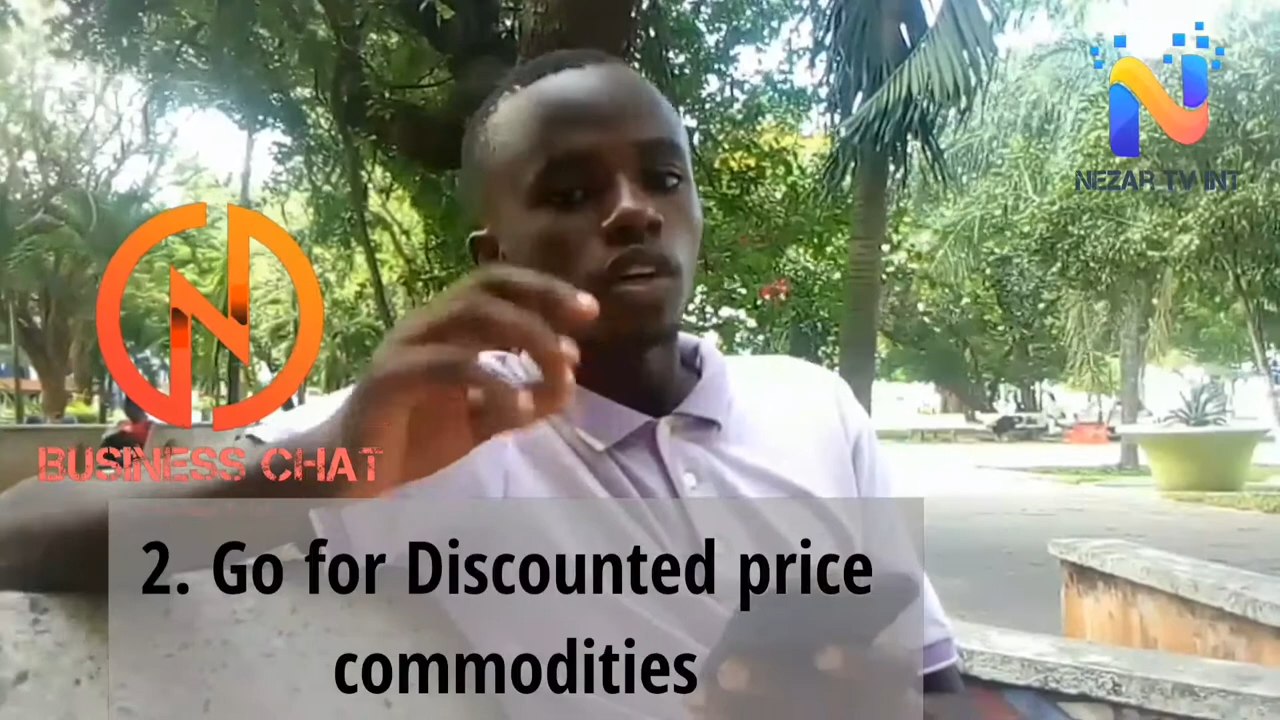 NEZAR TV INT
BUSINESS CHAT
2. Go for Discounted price
commodities